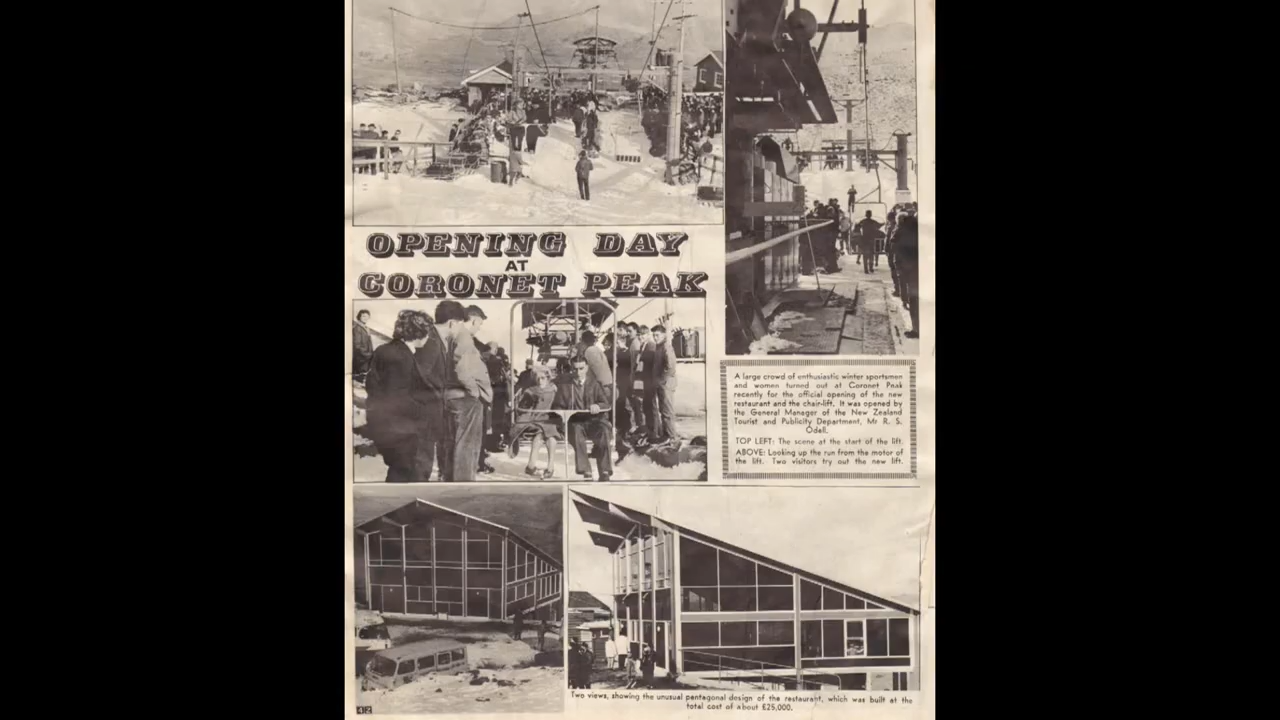 OPENING DAY
AT
CORONET PEAK
A large crowd of enthusiastic winter sportsmen
and women turned out at Coronet Peak
recently for the official opening of the new
restaurant and the chair-lift. It was opened by
the General Manager of the New Zealand
Tourist and Publicity Department, Mr R. S.
Odell.
TOP LEFT: The scene at the start of the lift.
ABOVE: Looking up the run from the motor of
the lift. Two visitors try out the new lift.
Two views, showing the unusual pentagonal design of the restaurant, which was built at the
total cost of about £25,000.
42